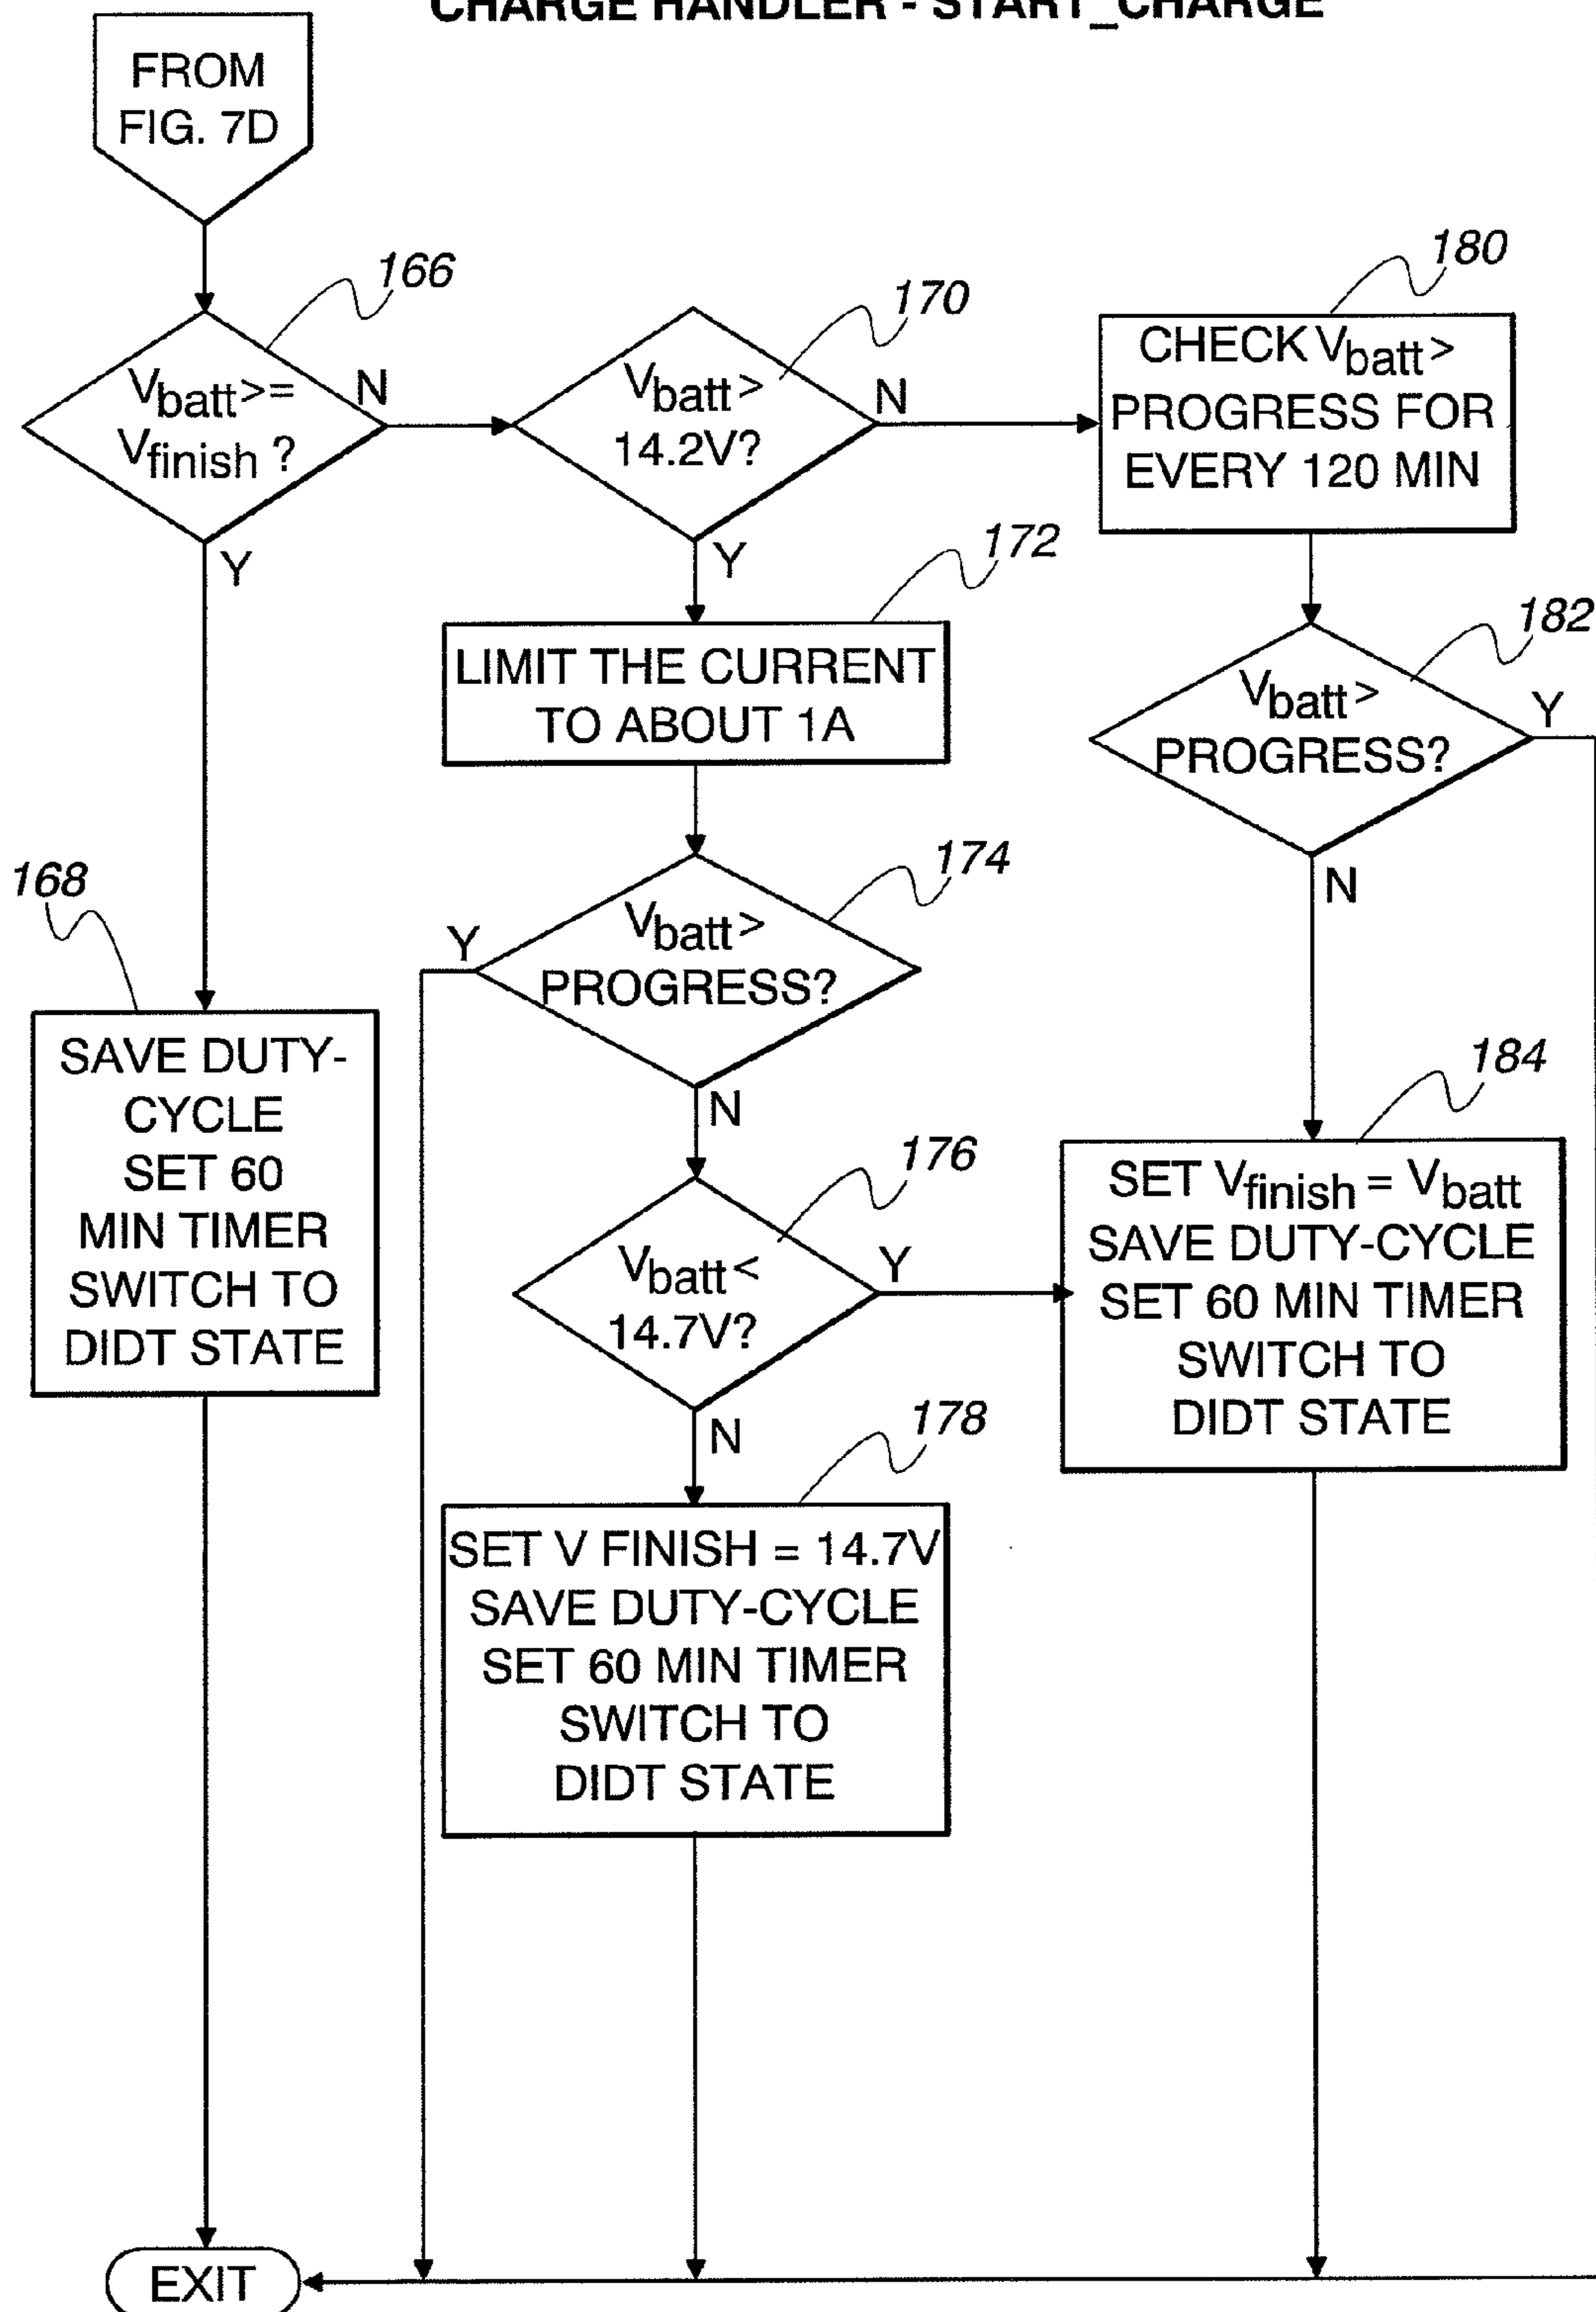 CHARGE HANDLER - START_CHARGE
FROM
FIG. 7D
166
Vbatt>=
Vfinish ?
N
Y
170
Vbatt>
14.2V?
N
Y
180
CHECK Vbatt>
PROGRESS FOR
EVERY 120 MIN
172
LIMIT THE CURRENT
TO ABOUT 1A
182
Vbatt>
PROGRESS?
Y
N
174
Vbatt>
PROGRESS?
Y
N
168
SAVE DUTY-
CYCLE
SET 60
MIN TIMER
SWITCH TO
DIDT STATE
176
Vbatt<
14.7V?
Y
N
184
SET Vfinish = Vbatt
SAVE DUTY-CYCLE
SET 60 MIN TIMER
SWITCH TO
DIDT STATE
178
SET V FINISH = 14.7V
SAVE DUTY-CYCLE
SET 60 MIN TIMER
SWITCH TO
DIDT STATE
EXIT